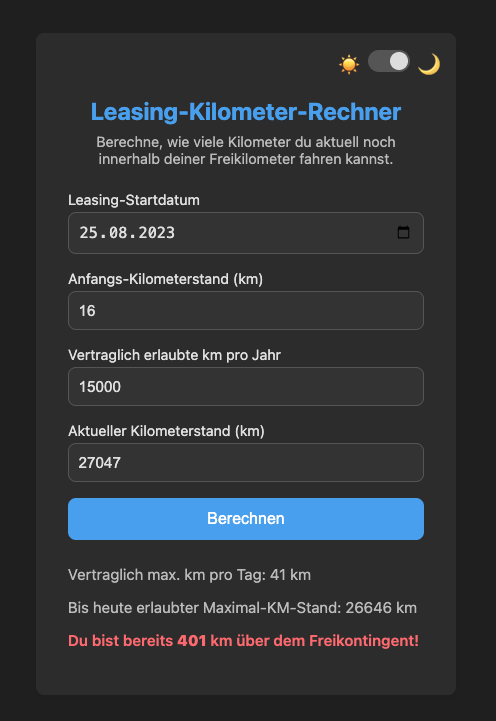 Leasing-Kilometer-Rechner
Berechne, wie viele Kilometer du aktuell noch
innerhalb deiner Freikilometer fahren kannst.
Leasing-Startdatum
25.08.2023
Anfangs-Kilometerstand (km)
16
Vertraglich erlaubte km pro Jahr
15000
Aktueller Kilometerstand (km)
27047
Berechnen
Vertraglich max. km pro Tag: 41 km
Bis heute erlaubter Maximal-KM-Stand: 26646 km
Du bist bereits 401 km über dem Freikontingent!